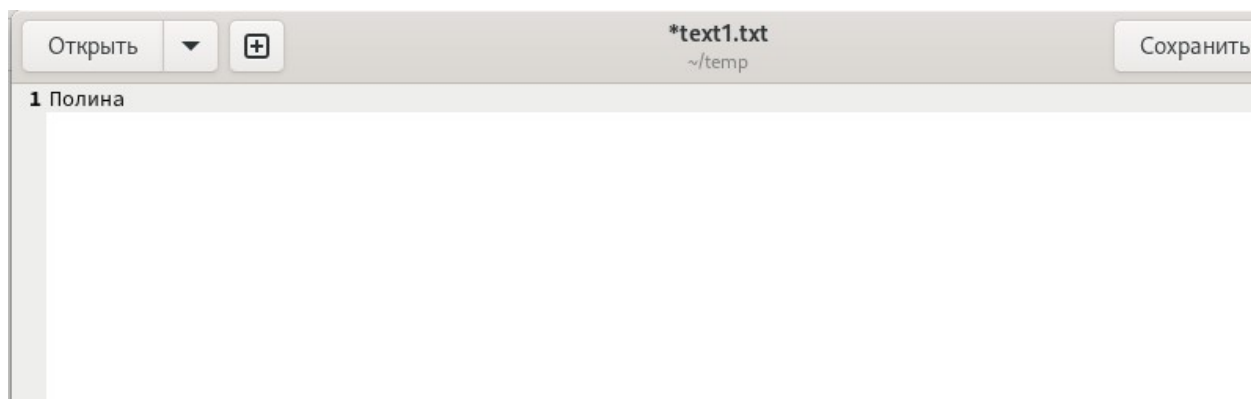 Открыть
*text1.txt
~/temp
Сохранить
1 Полина